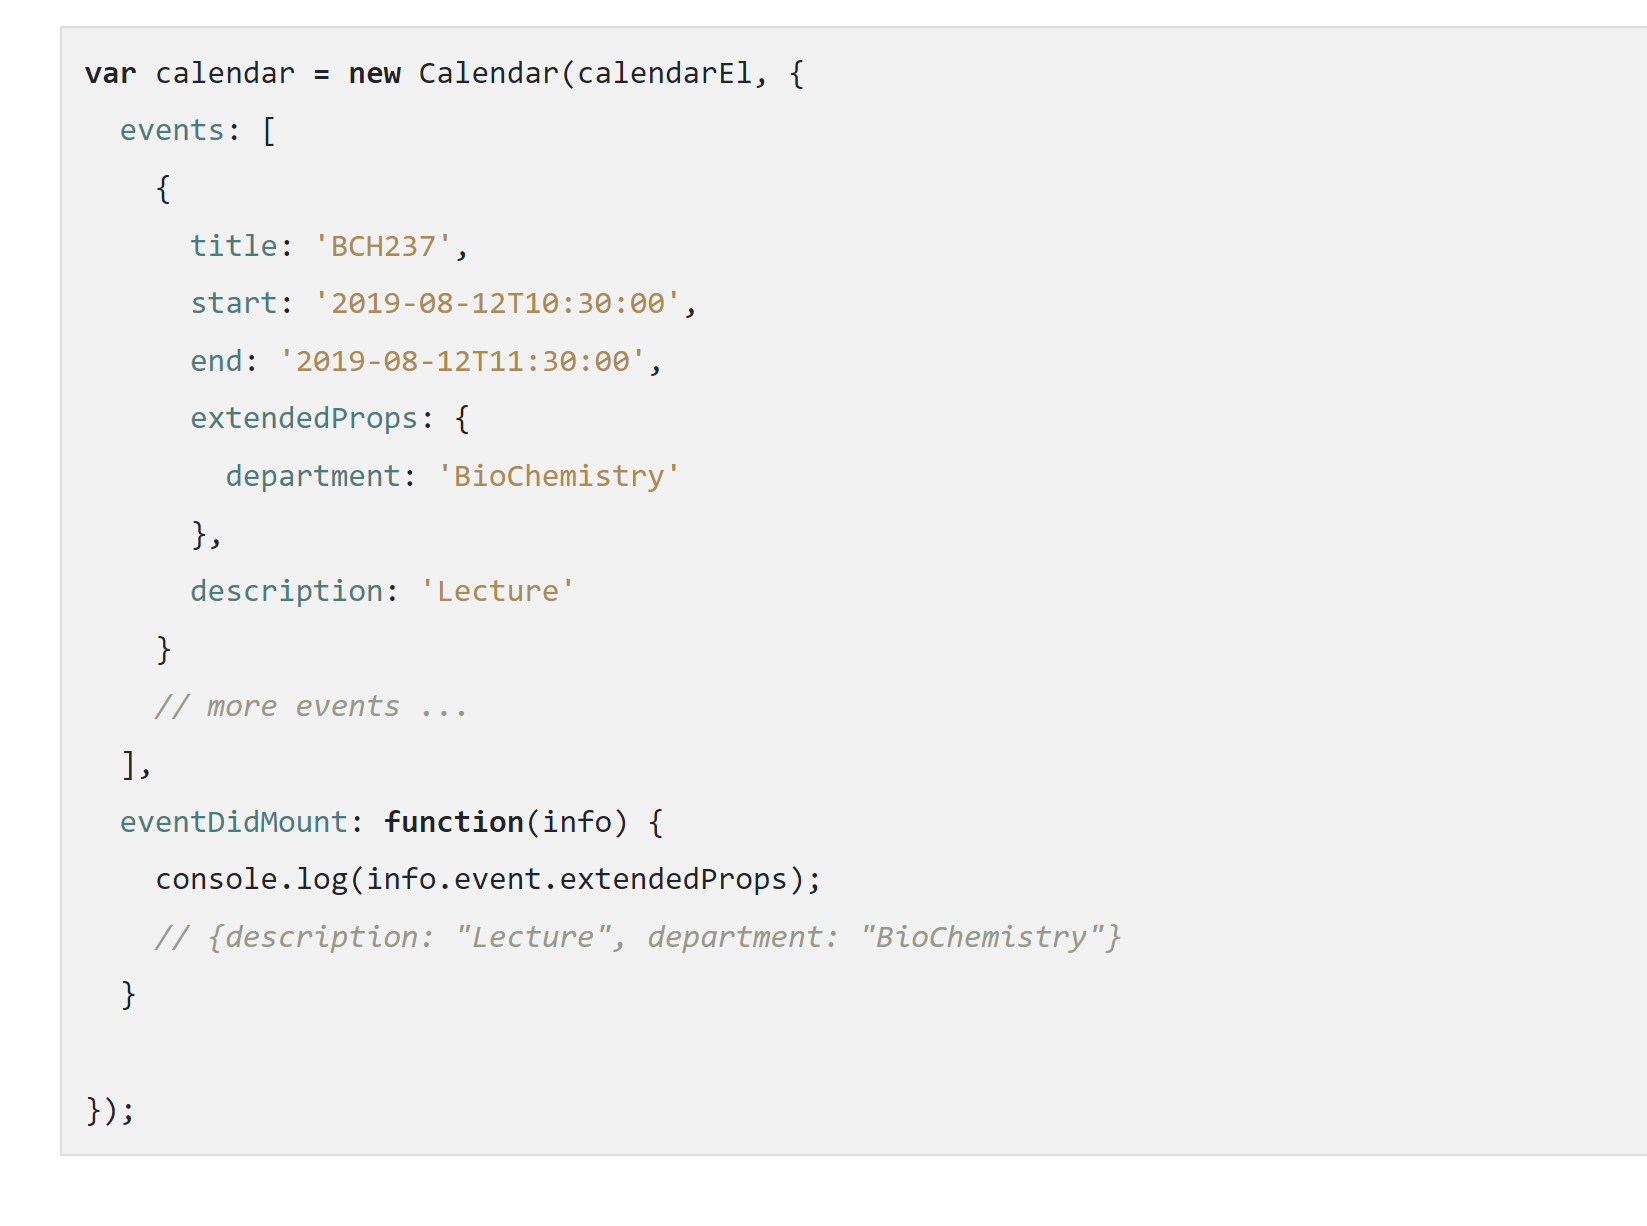 var calendar = new Calendar(calendarEl, {
  events: [
    {
      title: 'BCH237',
      start: '2019-08-12T10:30:00',
      end: '2019-08-12T11:30:00',
      extendedProps: {
        department: 'BioChemistry'
      },
      description: 'Lecture'
    }
    // more events ...
  ],
  eventDidMount: function(info) {
    console.log(info.event.extendedProps);
    // {description: "Lecture", department: "BioChemistry"}
  }
});